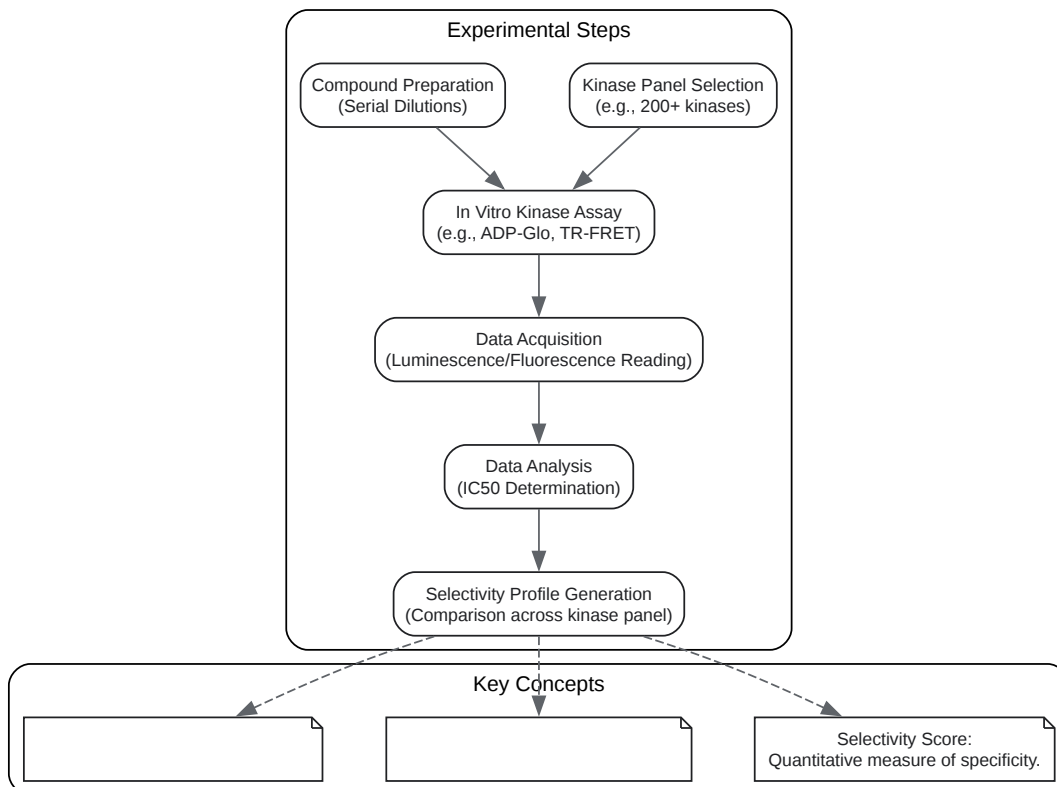 Experimental Steps
Compound Preparation
(Serial Dilutions)
Kinase Panel Selection
(e.g., 200+ kinases)
In Vitro Kinase Assay
(e.g., ADP-Glo, TR-FRET)
Data Acquisition
(Luminescence/Fluorescence Reading)
Data Analysis
(IC50 Determination)
Selectivity Profile Generation
(Comparison across kinase panel)
Key Concepts
Selectivity Score:
Quantitative measure of specificity.